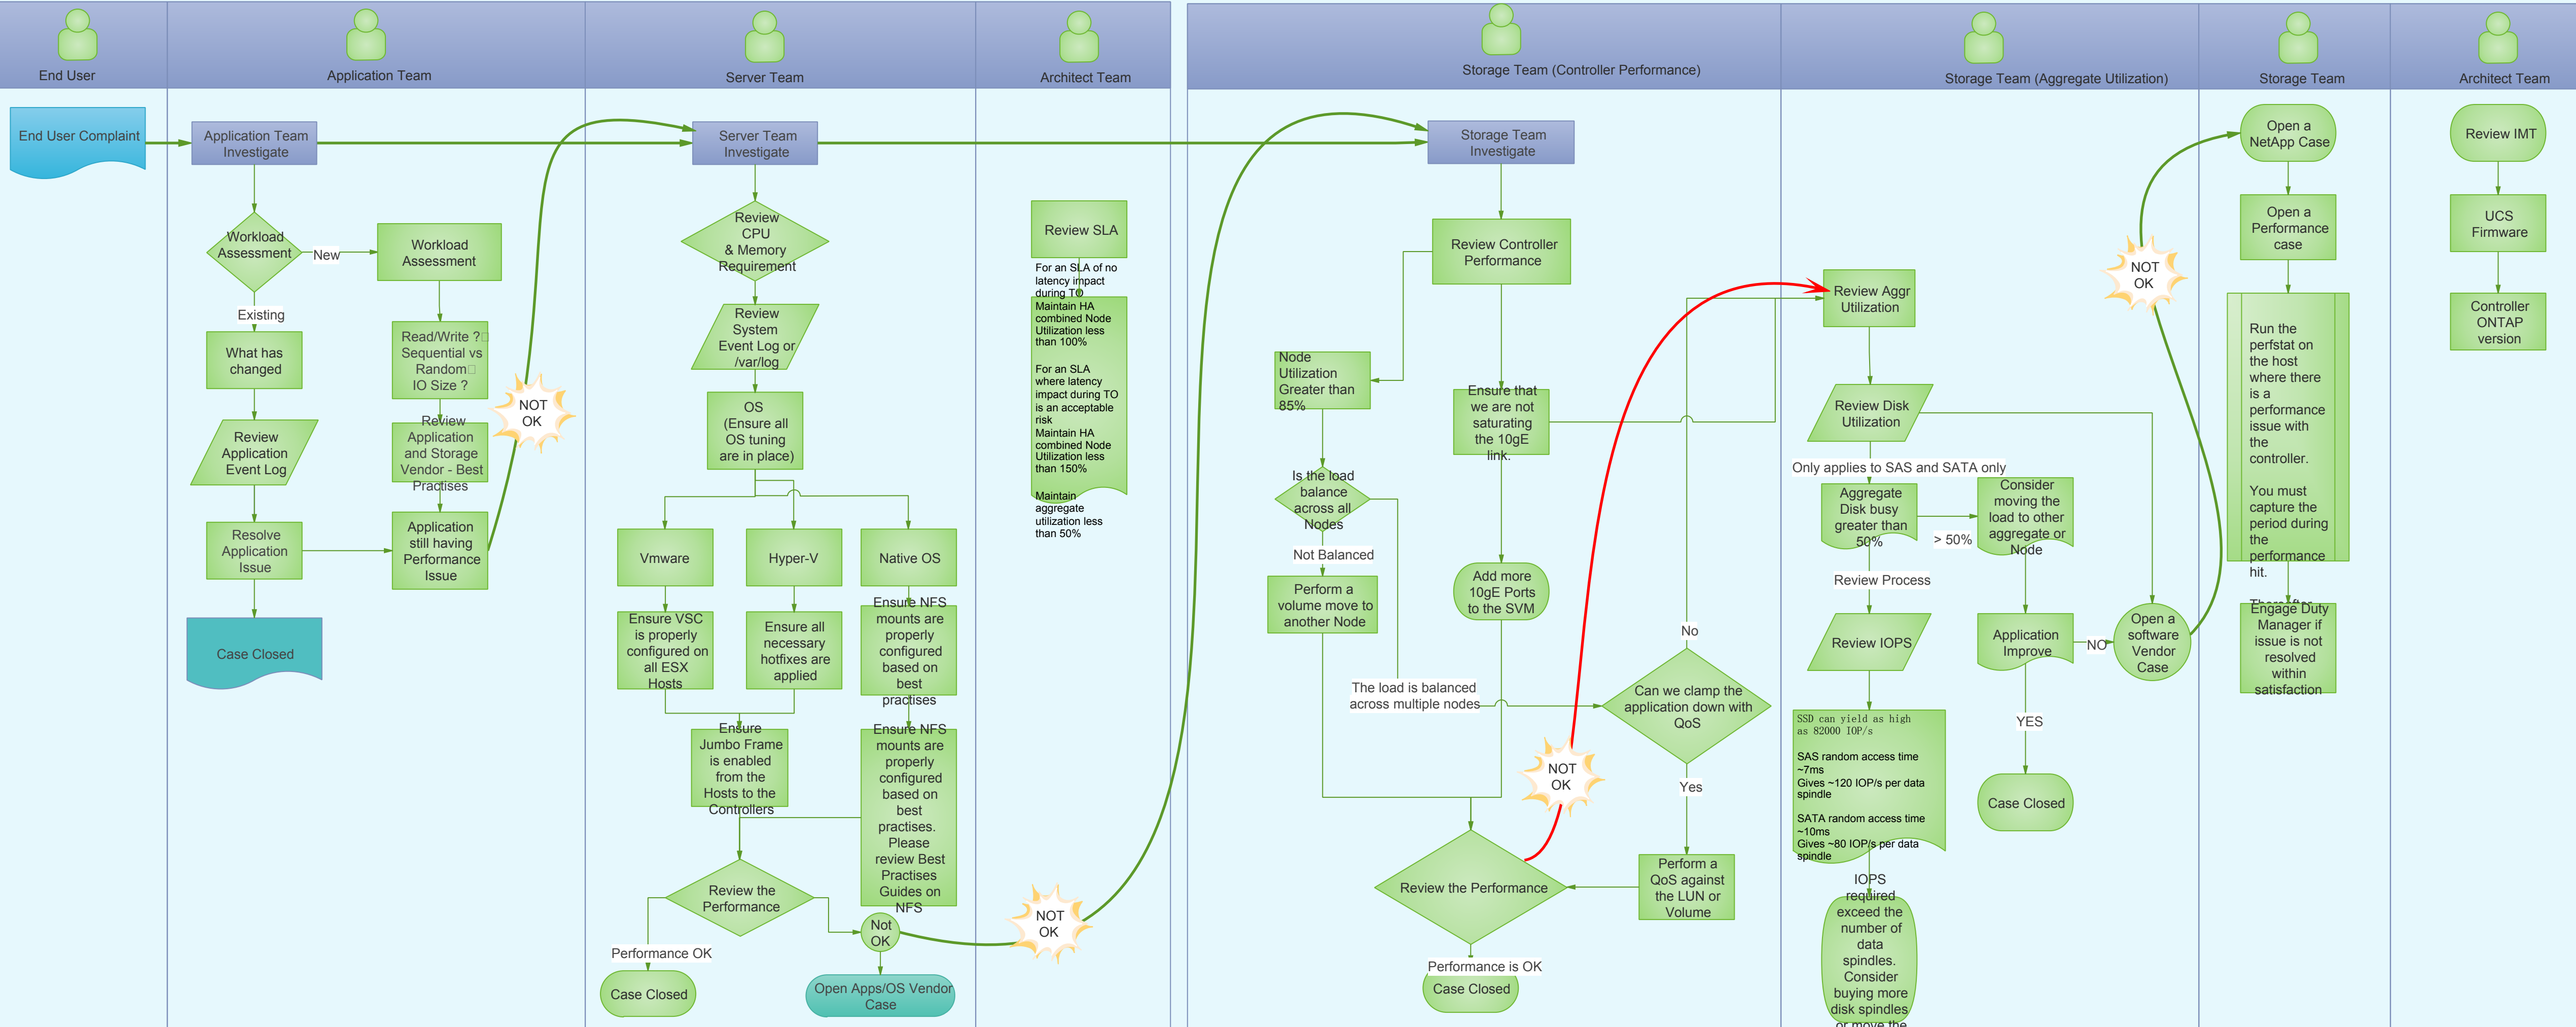 End User
Application Team
Server Team
Architect Team
Storage Team (Controller Performance)
Storage Team (Aggregate Utilization)
Storage Team
Architect Team
End User Complaint
Application Team
Investigate
Workload
Assessment
New
Workload
Assessment
Existing
What has
changed
Read/Write ?
Sequential vs
Random
IO Size ?
Review
Application
Event Log
Review
Application
and Storage
Vendor - Best
Practises
Resolve
Application
Issue
Application
still having
Performance
Issue
Case Closed
NOT
OK
Server Team
Investigate
Review
CPU
& Memory
Requirement
Review
System
Event Log or
/var/log
OS
(Ensure all
OS tuning
are in place)
Vmware
Hyper-V
Native OS
Ensure VSC
is properly
configured on
all ESX
Hosts
Ensure all
necessary
hotfixes are
applied
Ensure NFS
mounts are
properly
configured
based on
best
practises
Ensure
Jumbo Frame
is enabled
from the
Hosts to the
Controllers
Ensure NFS
mounts are
properly
configured
based on
best
practises.
Please
review Best
Practises
Guides on
NFS
Review the
Performance
Not
OK
Performance OK
Case Closed
Open Apps/OS Vendor
Case
Review SLA
For an SLA of no
latency impact
during TO
Maintain HA
combined Node
Utilization less
than 100%
For an SLA
where latency
impact during TO
is an acceptable
risk
Maintain HA
combined Node
Utilization less
than 150%
Maintain
aggregate
utilization less
than 50%
NOT
OK
Storage Team
Investigate
Review Controller
Performance
Node
Utilization
Greater than
85%
Ensure that
we are not
saturating
the 10gE
link.
Is the load
balance
across all
Nodes
Not Balanced
Perform a
volume move to
another Node
Add more
10gE Ports
to the SVM
The load is balanced
across multiple nodes
No
Can we clamp the
application down with
QoS
Yes
NOT
OK
Review the Performance
Perform a
QoS against
the LUN or
Volume
Performance is OK
Case Closed
Review Aggr
Utilization
Review Disk
Utilization
Only applies to SAS and SATA only
Aggregate
Disk busy
greater than
50%
> 50%
Consider
moving the
load to other
aggregate or
Node
Review Process
Review IOPS
Application
Improve
NO
Open a
software
Vendor
Case
YES
Case Closed
SSD can yield as high
as 82000 IOP/s
SAS random access time
~7ms
Gives ~120 IOP/s per data
spindle
SATA random access time
~10ms
Gives ~80 IOP/s per data
spindle
IOPS
required
exceed the
number of
data
spindles.
Consider
buying more
disk spindles
or move the
NOT
OK
Open a
NetApp Case
Open a
Performance
case
Run the
perfstat on
the host
where there
is a
performance
issue with
the
controller.
You must
capture the
period during
the
performance
hit.
Engage Duty
Manager if
issue is not
resolved
within
satisfaction
Review IMT
UCS
Firmware
Controller
ONTAP
version